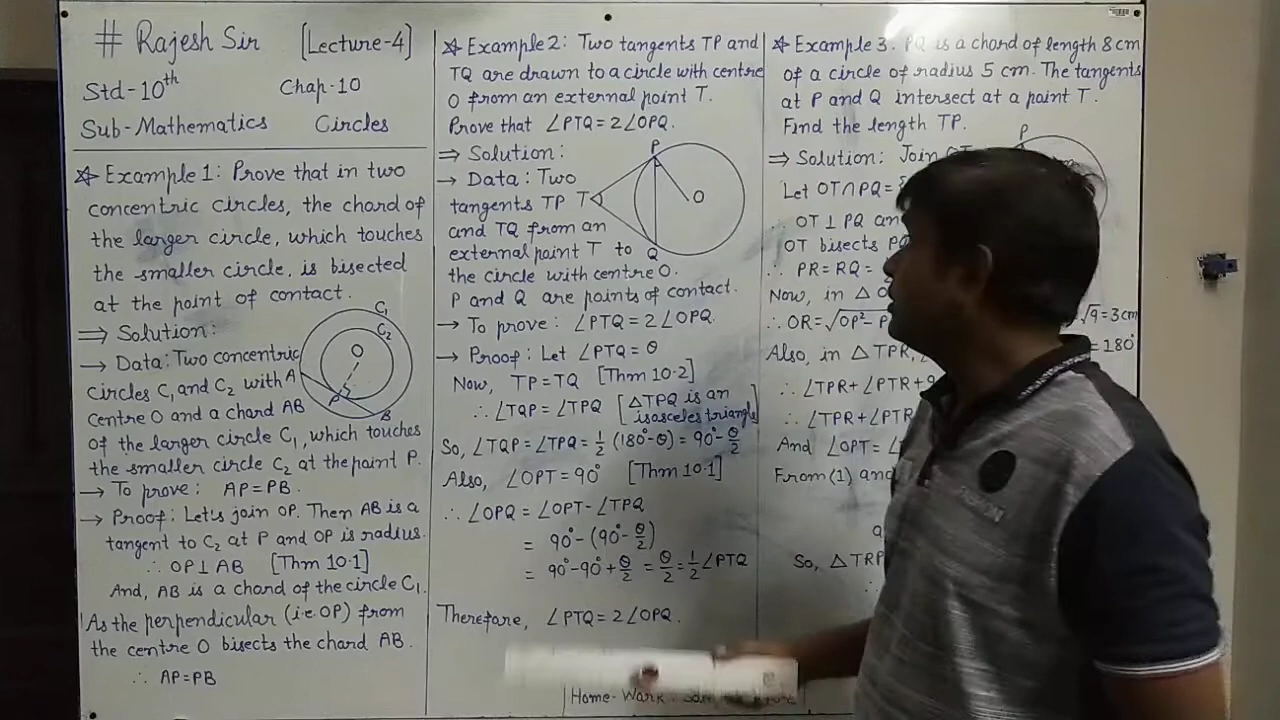 # Rajesh Sir [Lecture-4]
Std-10th Chap-10
Sub-Mathematics Circles
☆ Example 1: Prove that in two
concentric circles, the chord of
the larger circle, which touches
the smaller circle, is bisected
at the point of contact.
⇒ Solution:
→ Data: Two concentric
circles C₁ and C₂ with
centre O and a chord AB
of the larger circle C₁, which touches
the smaller circle C₂ at the point P.
→ To prove: AP=PB.
→ Proof: Let's join OP. Then AB is a
tangent to C₂ at P and OP is radius.
∴ OP⊥AB [Thm 10.1]
And, AB is a chord of the circle C₁.
As the perpendicular (i.e. OP) from
the centre O bisects the chord AB.
∴ AP=PB
C₁
C₂
O
A
P
B
☆ Example 2: Two tangents TP and
TQ are drawn to a circle with centre
O from an external point T.
Prove that ∠PTQ=2∠OPQ.
⇒ Solution:
→ Data: Two
tangents TP
and TQ from an
external point T to
the circle with centre O.
P and Q are points of contact.
→ To prove: ∠PTQ=2∠OPQ.
→ Proof: Let ∠PTQ=θ
Now, TP=TQ [Thm 10.2]
∴ ∠TQP=∠TPQ [△TPQ is an
isosceles triangle]
So, ∠TQP=∠TPQ=1/2 (180°-θ)=90°-θ/2
Also, ∠OPT=90° [Thm 10.1]
∴ ∠OPQ=∠OPT-∠TPQ
= 90°-(90°-θ/2)
= 90°-90°+θ/2=θ/2=1/2∠PTQ
Therefore, ∠PTQ=2∠OPQ.
P
T
O
Q
Home-Work:
☆ Example 3. PQ is a chord of length 8 cm
of a circle of radius 5 cm. The tangents
at P and Q intersect at a point T.
Find the length TP.
⇒ Solution: Join
Let OT∩PQ={
OT⊥PQ
OT bisects
∴ PR=RQ=
Now, in △
∴ OR=√OP²-P
√9=3cm
Also, in △TPR,
=180°
∴ ∠TPR+∠PTR+
∴ ∠TPR+∠PTR
And ∠OPT=
From (1) and
So, △TRP
∴
P